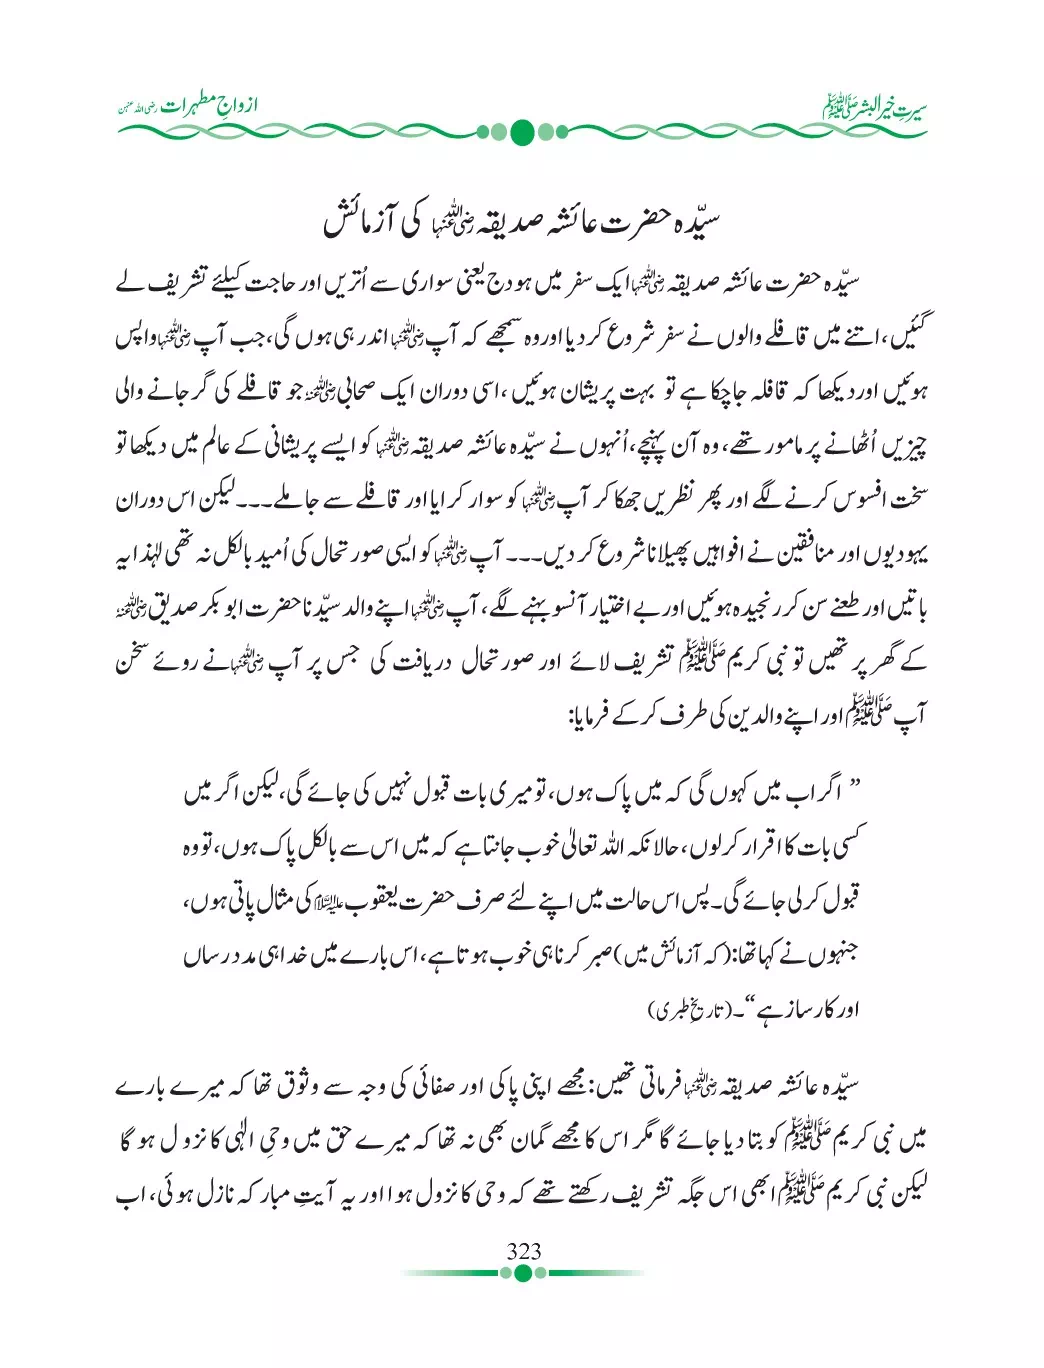 سیرتِ خیر البشر ﷺ
ازواجِ مطہرات رضی اللہ عنہن
سیّدہ حضرت عائشہ صدیقہ رضی اللہ عنہا کی آزمائش
سیّدہ حضرت عائشہ صدیقہ رضی اللہ عنہا ایک سفر میں ہودج یعنی سواری سے اُتریں اور حاجت کیلئے تشریف لے
گئیں، اتنے میں قافلے والوں نے سفر شروع کر دیا اور وہ سمجھے کہ آپ رضی اللہ عنہا اندر ہی ہوں گی، جب آپ رضی اللہ عنہا واپس
ہوئیں اور دیکھا کہ قافلہ جا چکا ہے تو بہت پریشان ہوئیں، اسی دوران ایک صحابی رضی اللہ عنہ جو قافلے کی گر جانے والی
چیزیں اُٹھانے پر مامور تھے، وہ آن پہنچے، اُنہوں نے سیّدہ عائشہ صدیقہ رضی اللہ عنہا کو ایسے پریشانی کے عالم میں دیکھا تو
سخت افسوس کرنے لگے اور پھر نظریں جھکا کر آپ رضی اللہ عنہا کو سوار کرایا اور قافلے سے جا ملے۔۔۔ لیکن اس دوران
یہودیوں اور منافقین نے افواہیں پھیلانا شروع کر دیں۔۔۔ آپ رضی اللہ عنہا کو ایسی صورتحال کی اُمید بالکل نہ تھی لہٰذا یہ
باتیں اور طعنے سن کر رنجیدہ ہوئیں اور بے اختیار آنسو بہنے لگے، آپ رضی اللہ عنہا اپنے والد سیّدنا حضرت ابوبکر صدیق رضی اللہ عنہ
کے گھر پر تھیں تو نبی کریم ﷺ تشریف لائے اور صورتحال دریافت کی جس پر آپ رضی اللہ عنہا نے روئے سخن
آپ ﷺ اور اپنے والدین کی طرف کر کے فرمایا:
” اگر اب میں کہوں گی کہ میں پاک ہوں، تو میری بات قبول نہیں کی جائے گی، لیکن اگر میں
کسی بات کا اقرار کر لوں، حالانکہ اللہ تعالیٰ خوب جانتا ہے کہ میں اس سے بالکل پاک ہوں، تو وہ
قبول کر لی جائے گی۔ پس اس حالت میں اپنے لئے صرف حضرت یعقوب علیہ السلام کی مثال پاتی ہوں،
جنہوں نے کہا تھا: (کہ آزمائش میں) صبر کرنا ہی خوب ہوتا ہے، اس بارے میں خدا ہی مدد رساں
اور کارساز ہے“۔ (تاریخِ طبری)
سیّدہ عائشہ صدیقہ رضی اللہ عنہا فرماتی تھیں: مجھے اپنی پاکی اور صفائی کی وجہ سے وثوق تھا کہ میرے بارے
میں نبی کریم ﷺ کو بتا دیا جائے گا مگر اس کا مجھے گمان بھی نہ تھا کہ میرے حق میں وحیِ الٰہی کا نزول ہو گا
لیکن نبی کریم ﷺ ابھی اس جگہ تشریف رکھتے تھے کہ وحی کا نزول ہوا اور یہ آیتِ مبارکہ نازل ہوئی، اب
323